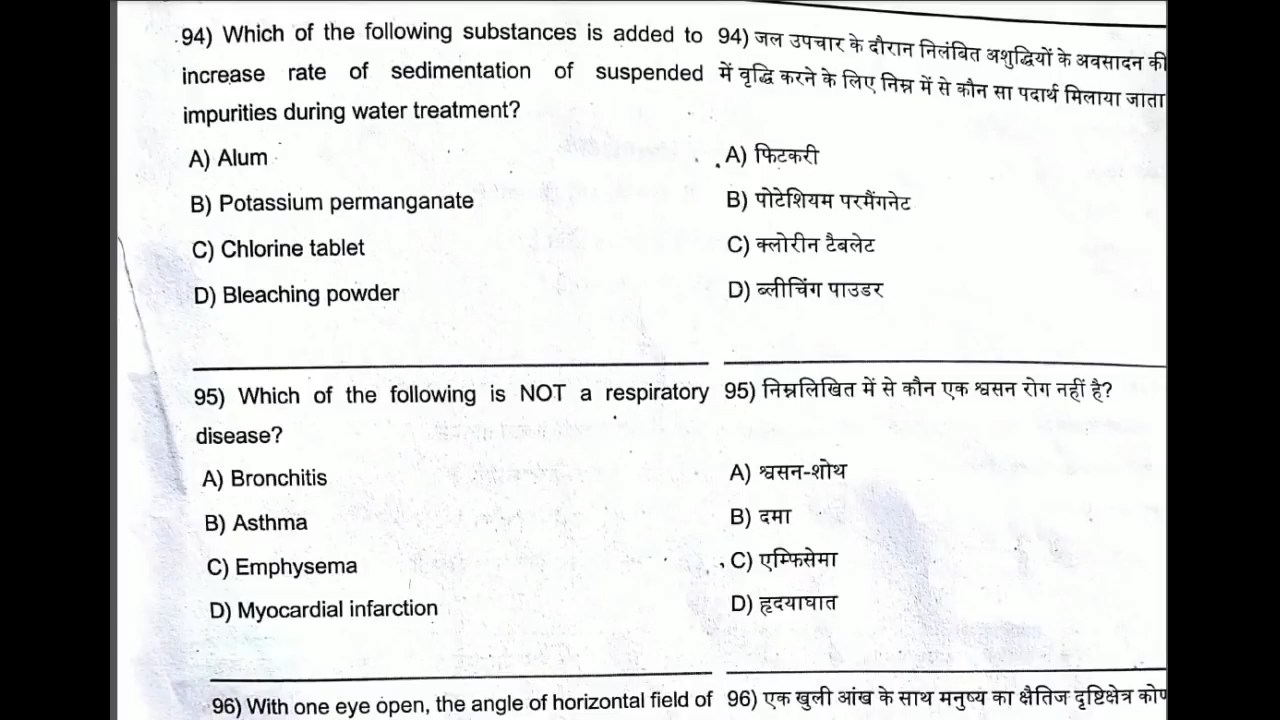 94) Which of the following substances is added to
increase rate of sedimentation of suspended
impurities during water treatment?
A) Alum
B) Potassium permanganate
C) Chlorine tablet
D) Bleaching powder
94) जल उपचार के दौरान निलंबित अशुद्धियों के अवसादन की
में वृद्धि करने के लिए निम्न में से कौन सा पदार्थ मिलाया जाता
A) फिटकरी
B) पोटेशियम परमैंगनेट
C) क्लोरीन टैबलेट
D) ब्लीचिंग पाउडर
95) Which of the following is NOT a respiratory
disease?
A) Bronchitis
B) Asthma
C) Emphysema
D) Myocardial infarction
95) निम्नलिखित में से कौन एक श्वसन रोग नहीं है?
A) श्वसन-शोथ
B) दमा
C) एम्फिसेमा
D) हृदयाघात
96) With one eye open, the angle of horizontal field of
96) एक खुली आंख के साथ मनुष्य का क्षैतिज दृष्टिक्षेत्र